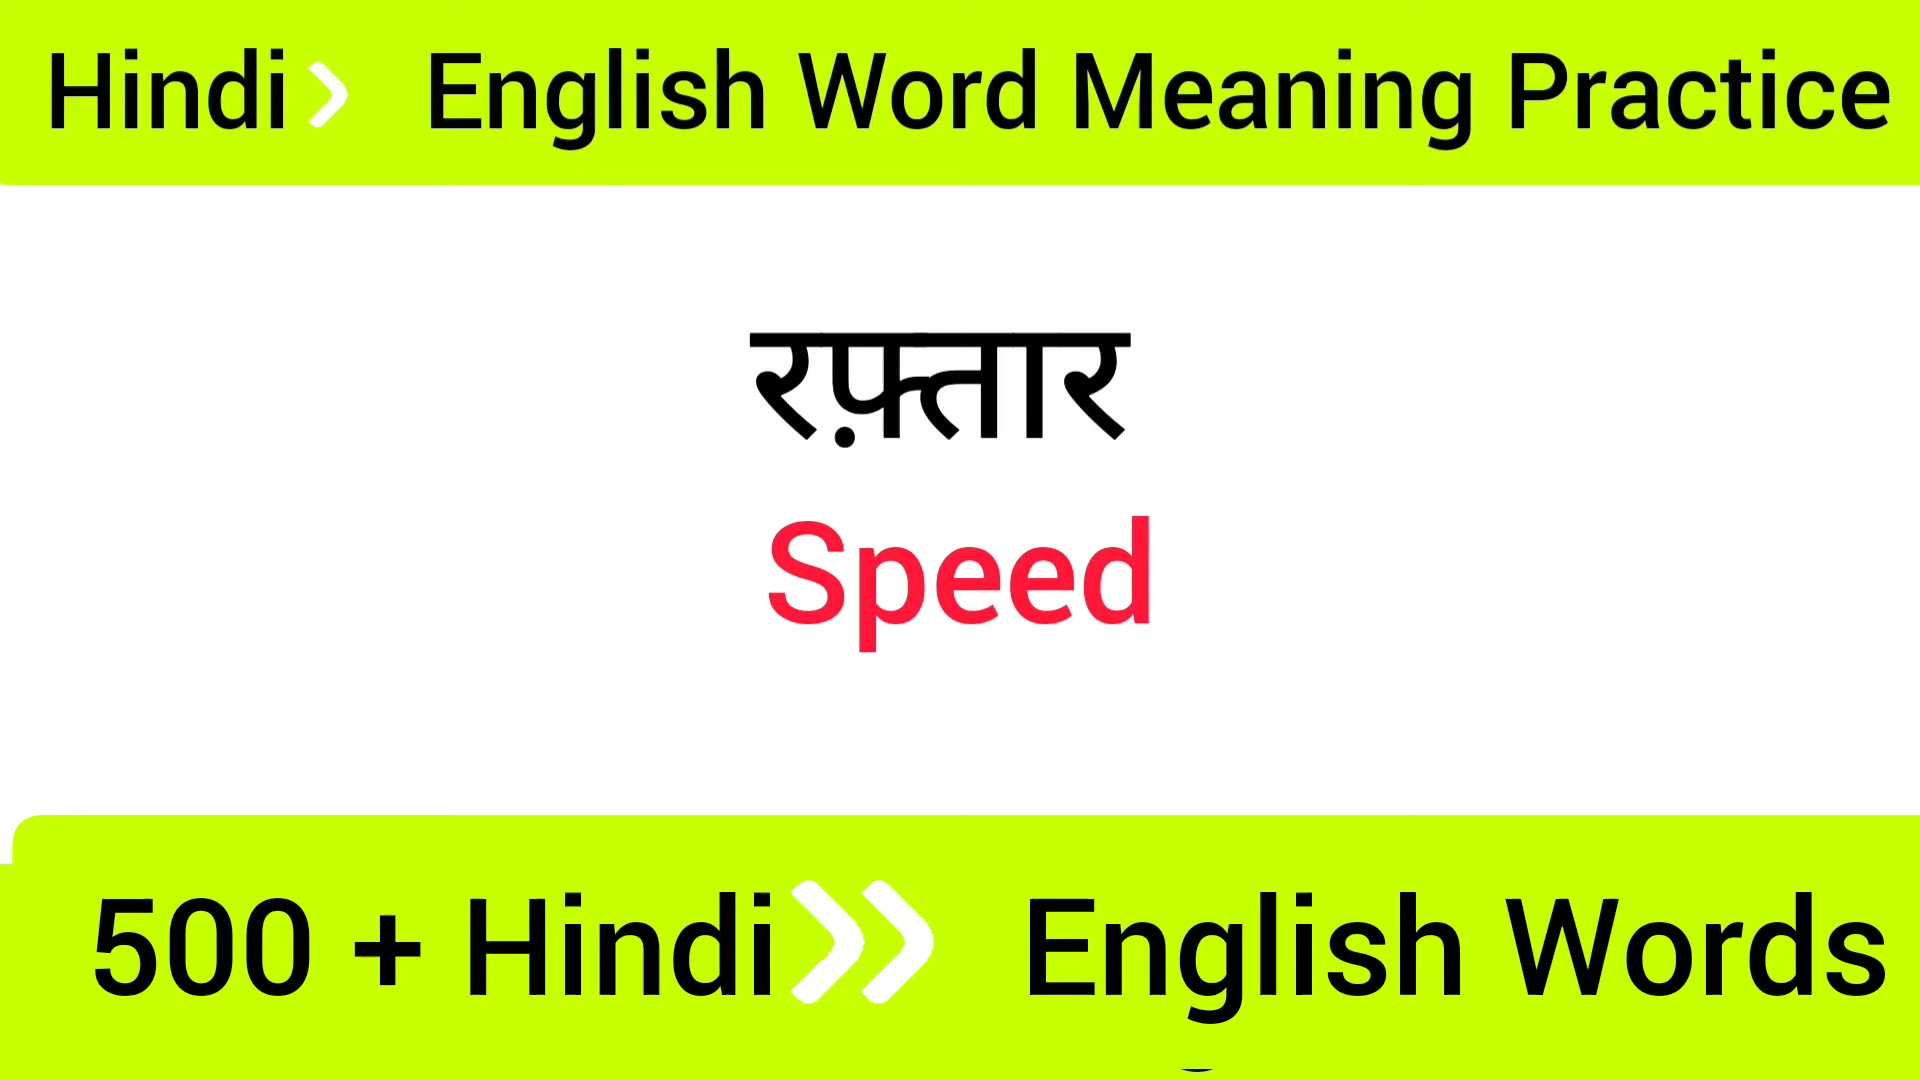 Hindi > English Word Meaning Practice
रफ़्तार
Speed
500 + Hindi >> English Words